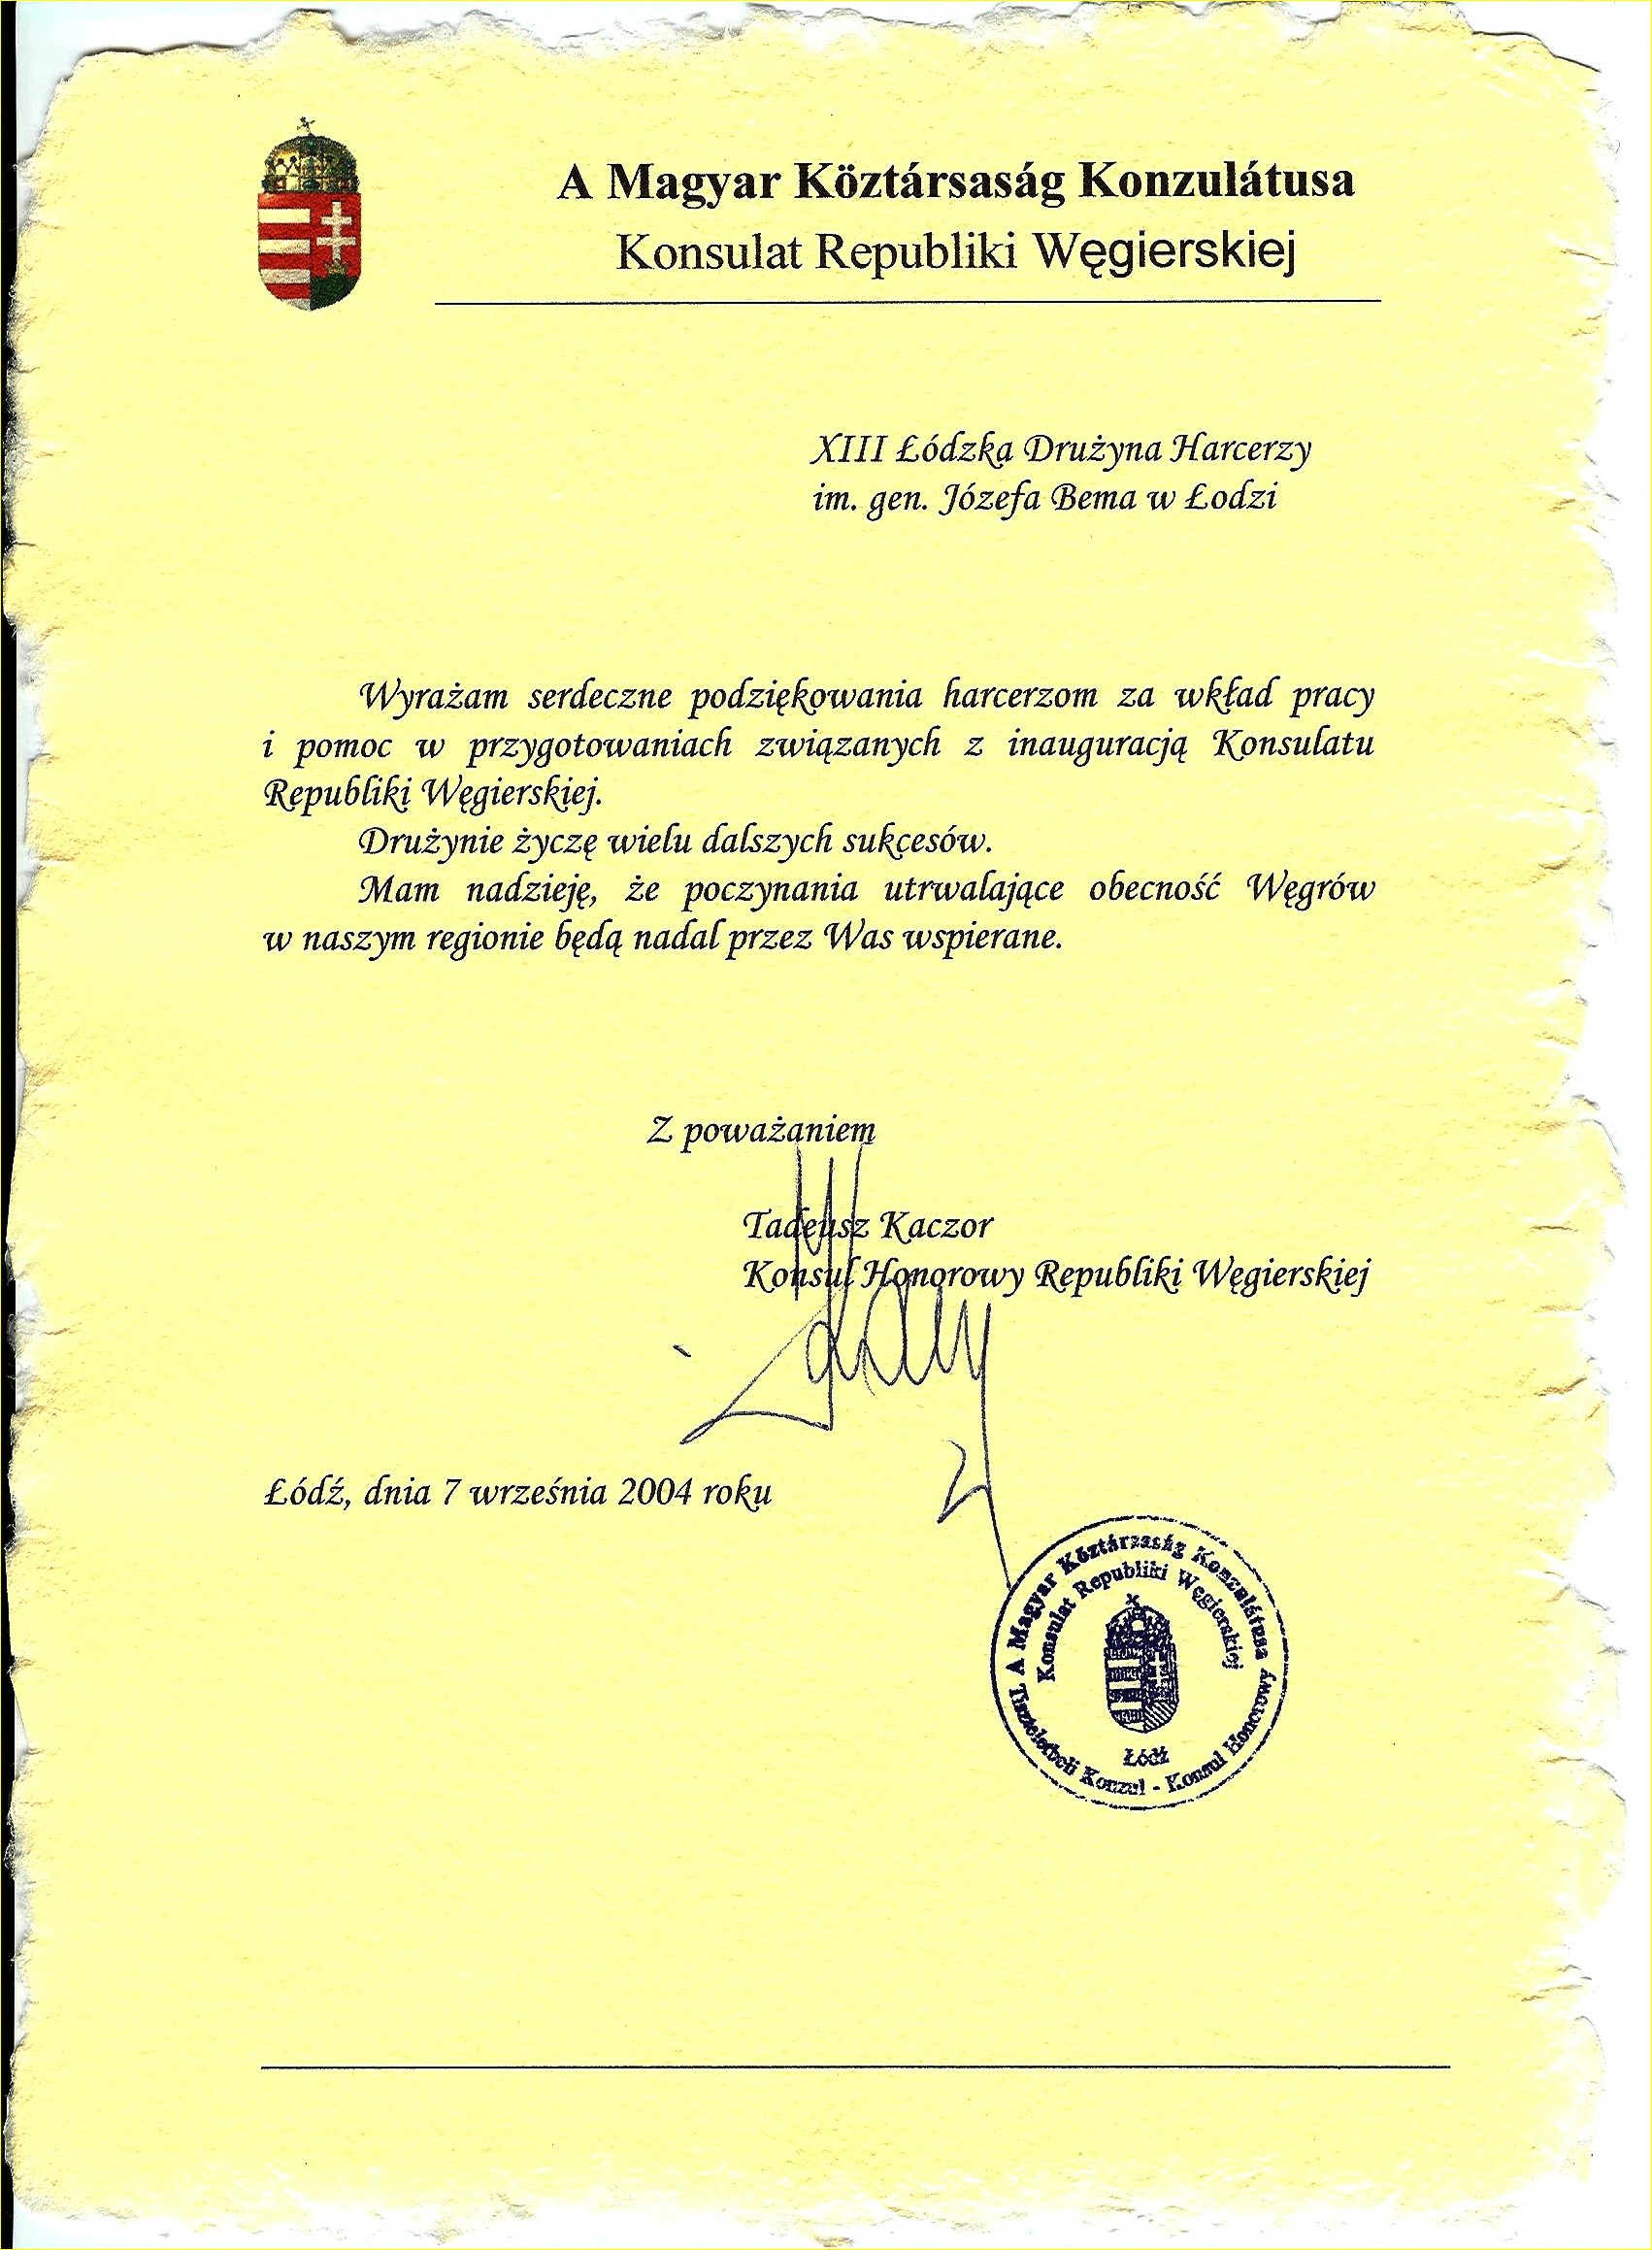 A Magyar Köztársaság Konzulátusa
Konsulat Republiki Węgierskiej
XIII Łódzka Drużyna Harcerzy
im. gen. Józefa Bema w Łodzi
Wyrażam serdeczne podziękowania harcerzom za wkład pracy
i pomoc w przygotowaniach związanych z inauguracją Konsulatu
Republiki Węgierskiej.
Drużynie życzę wielu dalszych sukcesów.
Mam nadzieję, że poczynania utrwalające obecność Węgrów
w naszym regionie będą nadal przez Was wspierane.
Z poważaniem
Tadeusz Kaczor
Konsul Honorowy Republiki Węgierskiej
Łódź, dnia 7 września 2004 roku
A Magyar Köztárzaság Konzulátusa
Konsulat Republiki Węgierskiej
Łódź
Tiszteletbeli Konzul - Konsul Honorowy